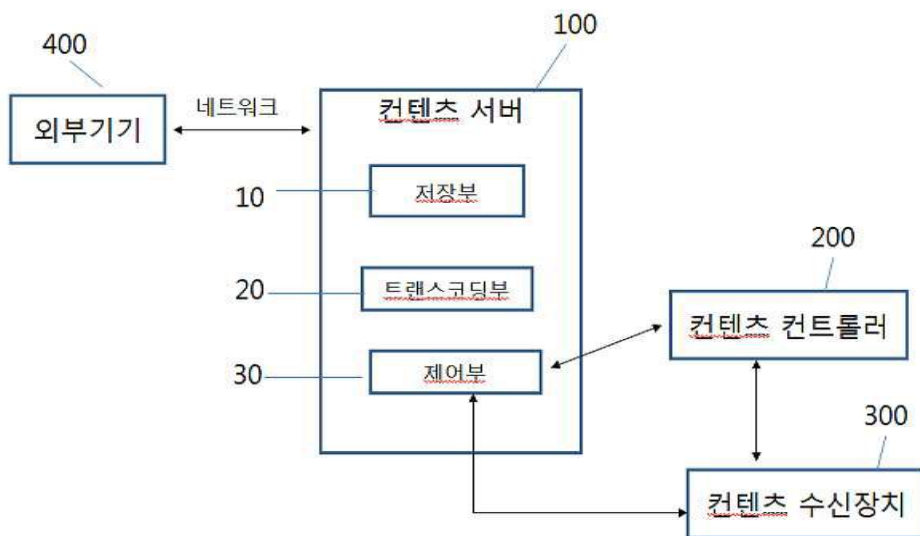 100
400
네트워크
컨텐츠 서버
외부기기
10
저장부
20
트랜스코딩부
200
컨텐츠 컨트롤러
30
제어부
300
컨텐츠 수신장치